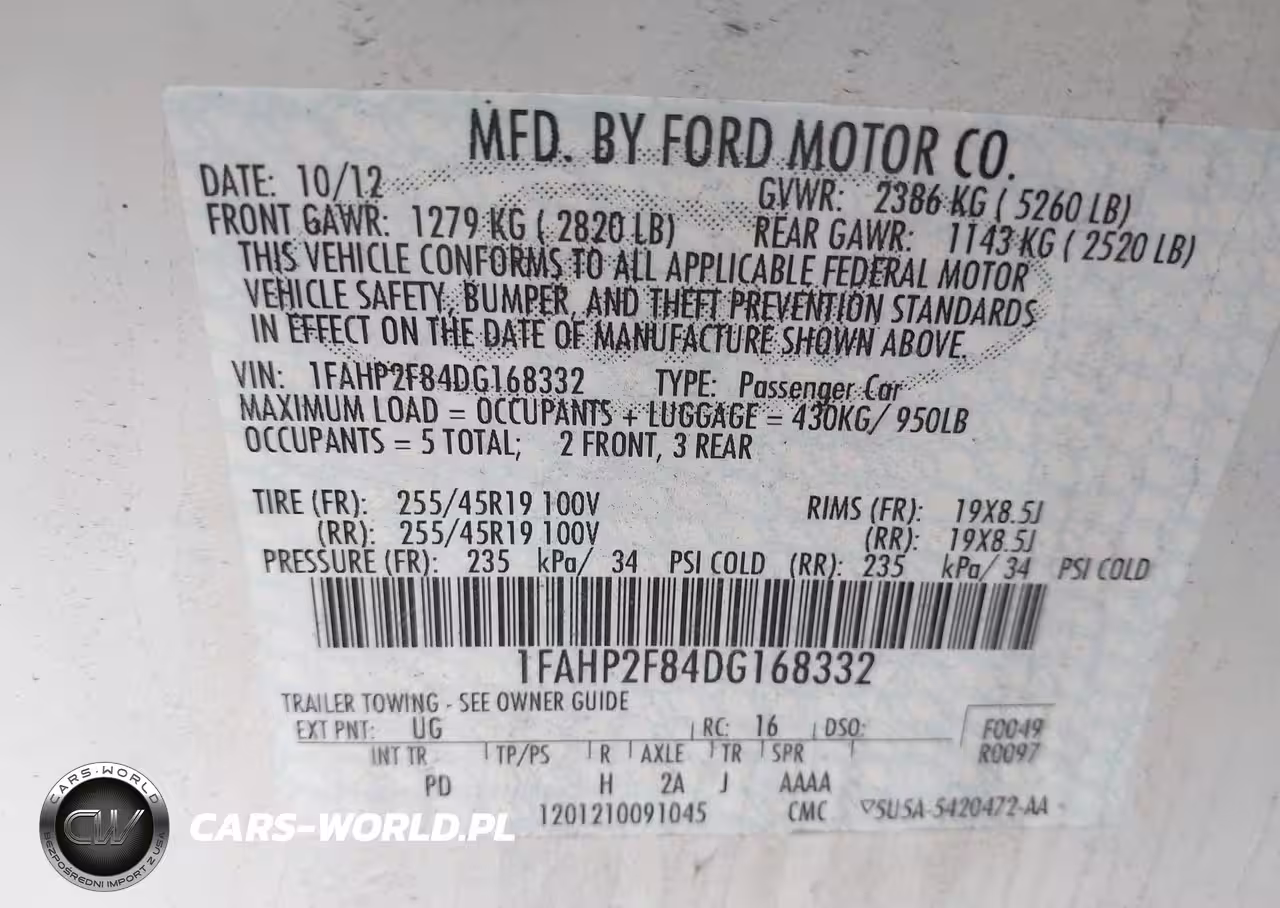 MFD. BY FORD MOTOR CO.
DATE: 10/12 GVWR: 2386 KG ( 5260 LB)
FRONT GAWR: 1279 KG ( 2820 LB) REAR GAWR: 1143 KG ( 2520 LB)
THIS VEHICLE CONFORMS TO ALL APPLICABLE FEDERAL MOTOR
VEHICLE SAFETY, BUMPER, AND THEFT PREVENTION STANDARDS
IN EFFECT ON THE DATE OF MANUFACTURE SHOWN ABOVE.
VIN: 1FAHP2F84DG168332 TYPE: Passenger Car
MAXIMUM LOAD = OCCUPANTS + LUGGAGE = 430KG/ 950LB
OCCUPANTS = 5 TOTAL; 2 FRONT, 3 REAR
TIRE (FR): 255/45R19 100V RIMS (FR): 19X8.5J
(RR): 255/45R19 100V (RR): 19X8.5J
PRESSURE (FR): 235 kPa/ 34 PSI COLD (RR): 235 kPa/ 34 PSI COLD
1FAHP2F84DG168332
TRAILER TOWING - SEE OWNER GUIDE
EXT PNT: UG RC: 16 DSO: F0049
INT TR TP/PS R AXLE TR SPR R0097
PD H 2A J AAAA
1201210091045 CMC ▽5U5A-5420472-AA
CARS-WORLD
CW
BEZPOŚREDNI IMPORT Z USA
CARS-WORLD.PL